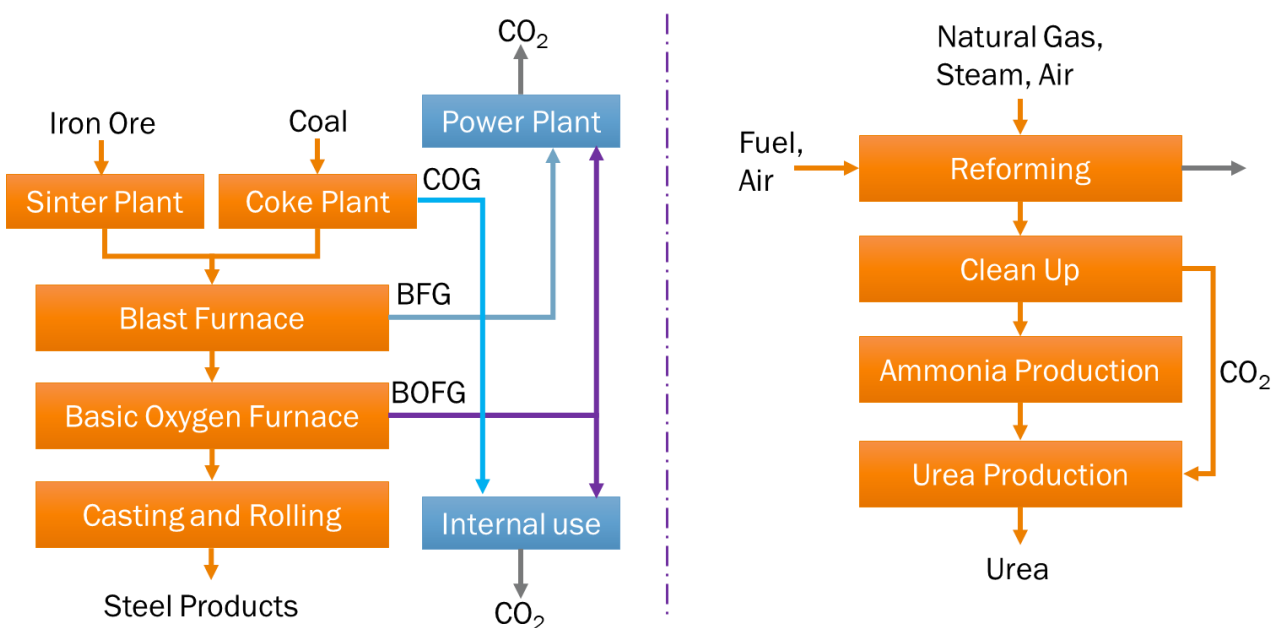 CO₂
Power Plant
Iron Ore
Coal
Sinter Plant
Coke Plant
COG
Blast Furnace
BFG
Basic Oxygen Furnace
BOFG
Casting and Rolling
Internal use
Steel Products
CO₂
Natural Gas,
Steam, Air
Fuel,
Air
Reforming
Clean Up
Ammonia Production
CO₂
Urea Production
Urea